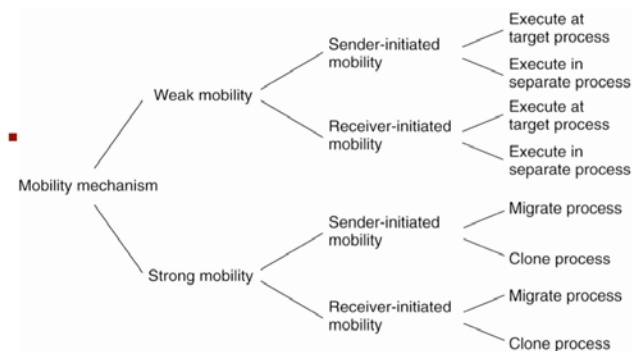 Execute at
target process
Sender-initiated
mobility
Execute in
separate process
Weak mobility
Execute at
target process
Receiver-initiated
mobility
Execute in
separate process
Mobility mechanism
Sender-initiated
mobility
Migrate process
Clone process
Strong mobility
Migrate process
Receiver-initiated
mobility
Clone process